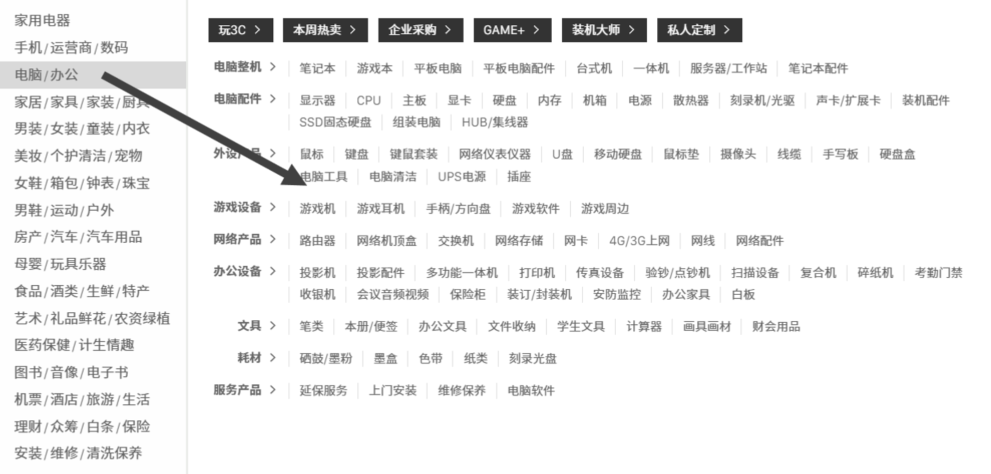 家用电器
手机/运营商/数码
电脑/办公
家居/家具/家装/厨具
男装/女装/童装/内衣
美妆/个护清洁/宠物
女鞋/箱包/钟表/珠宝
男鞋/运动/户外
房产/汽车/汽车用品
母婴/玩具乐器
食品/酒类/生鲜/特产
艺术/礼品鲜花/农资绿植
医药保健/计生情趣
图书/音像/电子书
机票/酒店/旅游/生活
理财/众筹/白条/保险
安装/维修/清洗保养
玩3C > 本周热卖 > 企业采购 > GAME+ > 装机大师 > 私人定制 >
电脑整机 > 笔记本 游戏本 平板电脑 平板电脑配件 台式机 一体机 服务器/工作站 笔记本配件
电脑配件 > 显示器 CPU 主板 显卡 硬盘 内存 机箱 电源 散热器 刻录机/光驱 声卡/扩展卡 装机配件
SSD固态硬盘 组装电脑 HUB/集线器
外设产品 > 鼠标 键盘 键鼠套装 网络仪表仪器 U盘 移动硬盘 鼠标垫 摄像头 线缆 手写板 硬盘盒
电脑工具 电脑清洁 UPS电源 插座
游戏设备 > 游戏机 游戏耳机 手柄/方向盘 游戏软件 游戏周边
网络产品 > 路由器 网络机顶盒 交换机 网络存储 网卡 4G/3G上网 网线 网络配件
办公设备 > 投影机 投影配件 多功能一体机 打印机 传真设备 验钞/点钞机 扫描设备 复合机 碎纸机 考勤门禁
收银机 会议音频视频 保险柜 装订/封装机 安防监控 办公家具 白板
文具 > 笔类 本册/便签 办公文具 文件收纳 学生文具 计算器 画具画材 财会用品
耗材 > 硒鼓/墨粉 墨盒 色带 纸类 刻录光盘
服务产品 > 延保服务 上门安装 维修保养 电脑软件